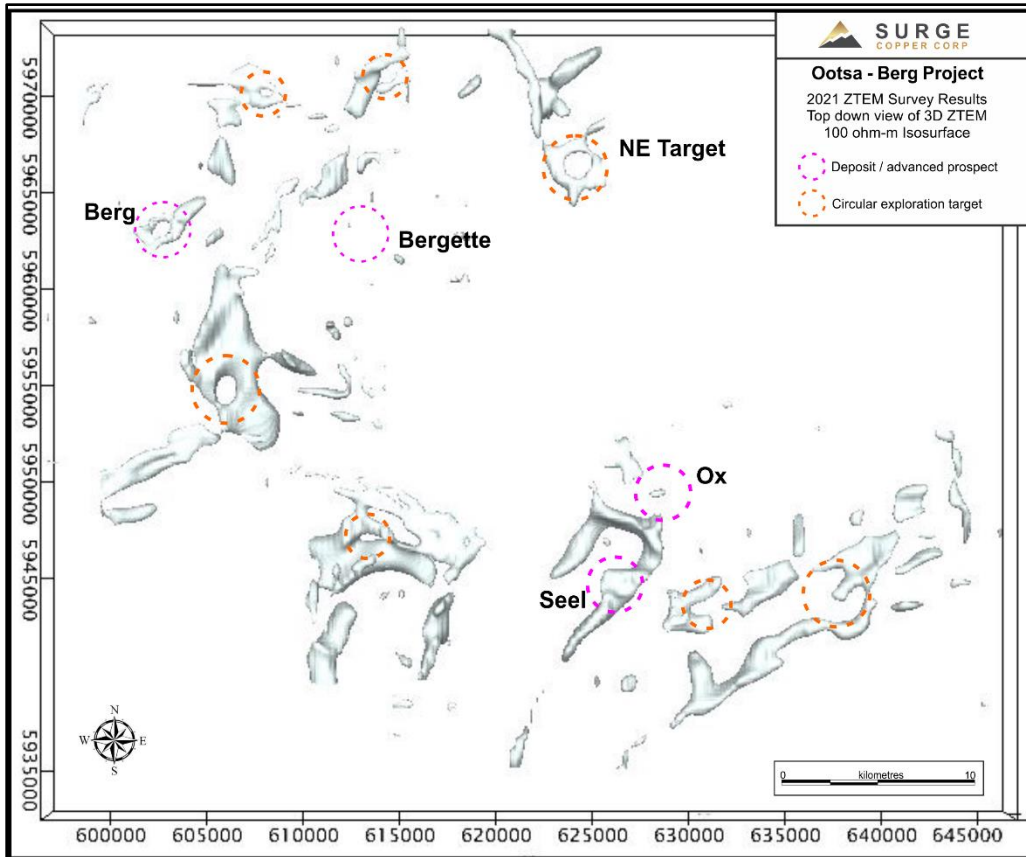 SURGE
COPPER CORP
Ootsa - Berg Project
2021 ZTEM Survey Results
Top down view of 3D ZTEM
100 ohm-m Isosurface
Deposit / advanced prospect
Circular exploration target
NE Target
Berg
Bergette
Ox
Seel
5970000
5965000
5960000
5955000
5950000
5945000
5935000
N
W E
S
0 kilometres 10
600000 605000 610000 615000 620000 625000 630000 635000 640000 645000